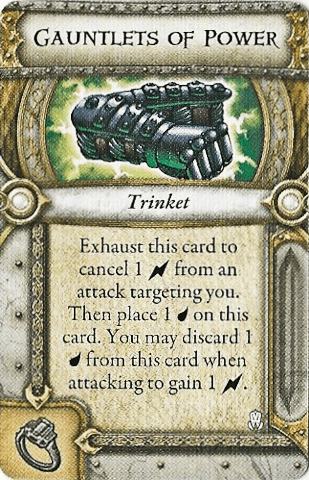 Gauntlets of Power
Trinket
Exhaust this card to
cancel 1 from an
attack targeting you.
Then place 1 on this
card. You may discard 1
from this card when
attacking to gain 1 .